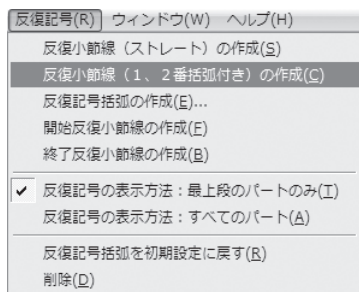 反復記号(R) ウィンドウ(W) ヘルプ(H)
反復小節線（ストレート）の作成(S)
反復小節線（１、２番括弧付き）の作成(C)
反復記号括弧の作成(E)...
開始反復小節線の作成(F)
終了反復小節線の作成(B)
✓ 反復記号の表示方法：最上段のパートのみ(T)
反復記号の表示方法：すべてのパート(A)
反復記号括弧を初期設定に戻す(R)
削除(D)